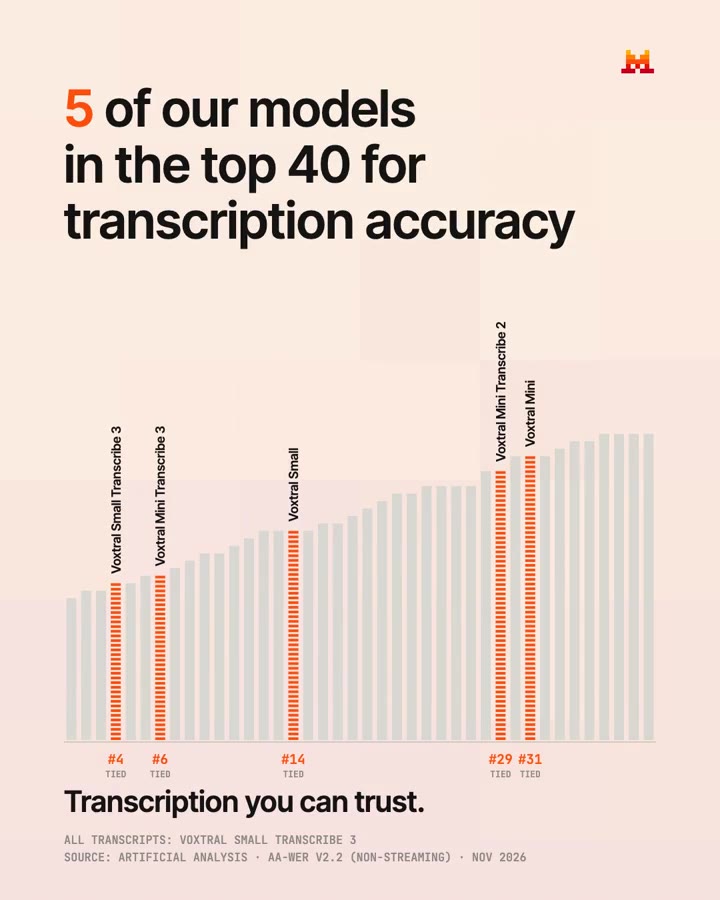 5 of our models
in the top 40 for
transcription accuracy
Voxtral Small Transcribe 3
Voxtral Mini Transcribe 3
Voxtral Small
Voxtral Mini Transcribe 2
Voxtral Mini
#4 #6 #14 #29 #31
TIED TIED TIED TIED TIED
Transcription you can trust.
ALL TRANSCRIPTS: VOXTRAL SMALL TRANSCRIBE 3
SOURCE: ARTIFICIAL ANALYSIS · AA-WER V2.2 (NON-STREAMING) · NOV 2026